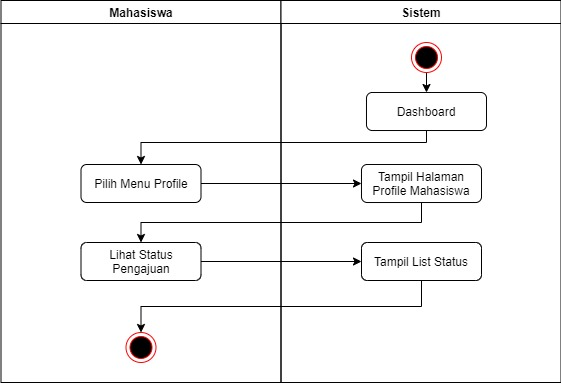 Mahasiswa
Sistem
Dashboard
Pilih Menu Profile
Tampil Halaman
Profile Mahasiswa
Lihat Status
Pengajuan
Tampil List Status